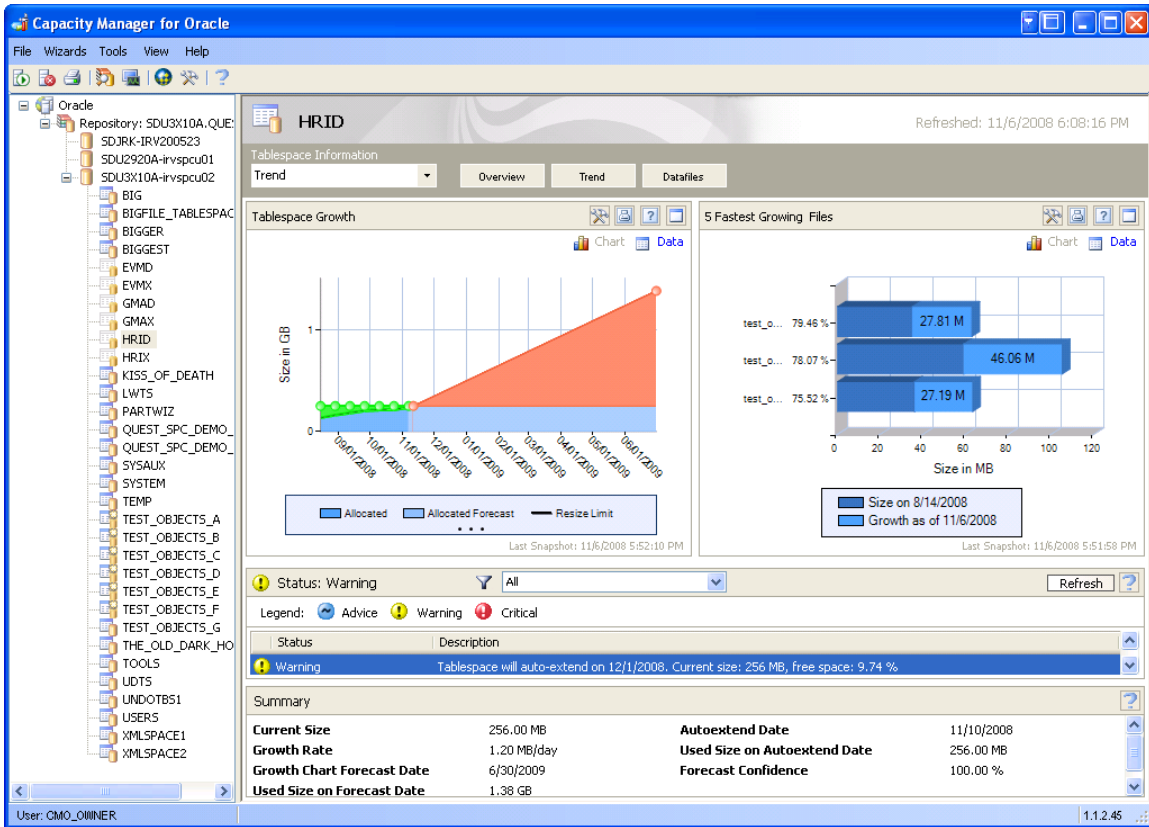 Capacity Manager for Oracle
File Wizards Tools View Help
Oracle
Repository: SDU3X10A.QUE
SDJRK-IRV200523
SDU2920A-irvspcu01
SDU3X10A-irvspcu02
BIG
BIGFILE_TABLESPAC
BIGGER
BIGGEST
EVMD
EVMX
GMAD
GMAX
HRID
HRIX
KISS_OF_DEATH
LWTS
PARTWIZ
QUEST_SPC_DEMO_
QUEST_SPC_DEMO_
SYSAUX
SYSTEM
TEMP
TEST_OBJECTS_A
TEST_OBJECTS_B
TEST_OBJECTS_C
TEST_OBJECTS_D
TEST_OBJECTS_E
TEST_OBJECTS_F
TEST_OBJECTS_G
THE_OLD_DARK_HO
TOOLS
UDTS
UNDOTBS1
USERS
XMLSPACE1
XMLSPACE2
HRID
Refreshed: 11/6/2008 6:08:16 PM
Tablespace Information
Trend Overview Trend Datafiles
Tablespace Growth
Chart Data
Size in GB
1
0
09/01/2008 10/01/2008 11/01/2008 12/01/2008 01/01/2009 02/01/2009 03/01/2009 04/01/2009 05/01/2009 06/01/2009
Allocated Allocated Forecast Resize Limit
...
Last Snapshot: 11/6/2008 5:52:10 PM
5 Fastest Growing Files
Chart Data
test_o... 79.46 % 27.81 M
test_o... 78.07 % 46.06 M
test_o... 75.52 % 27.19 M
0 20 40 60 80 100 120
Size in MB
Size on 8/14/2008
Growth as of 11/6/2008
Last Snapshot: 11/6/2008 5:51:58 PM
Status: Warning All Refresh
Legend: Advice Warning Critical
Status Description
Warning Tablespace will auto-extend on 12/1/2008. Current size: 256 MB, free space: 9.74 %
Summary
Current Size 256.00 MB Autoextend Date 11/10/2008
Growth Rate 1.20 MB/day Used Size on Autoextend Date 256.00 MB
Growth Chart Forecast Date 6/30/2009 Forecast Confidence 100.00 %
Used Size on Forecast Date 1.38 GB
User: CMO_OWNER 1.1.2.45